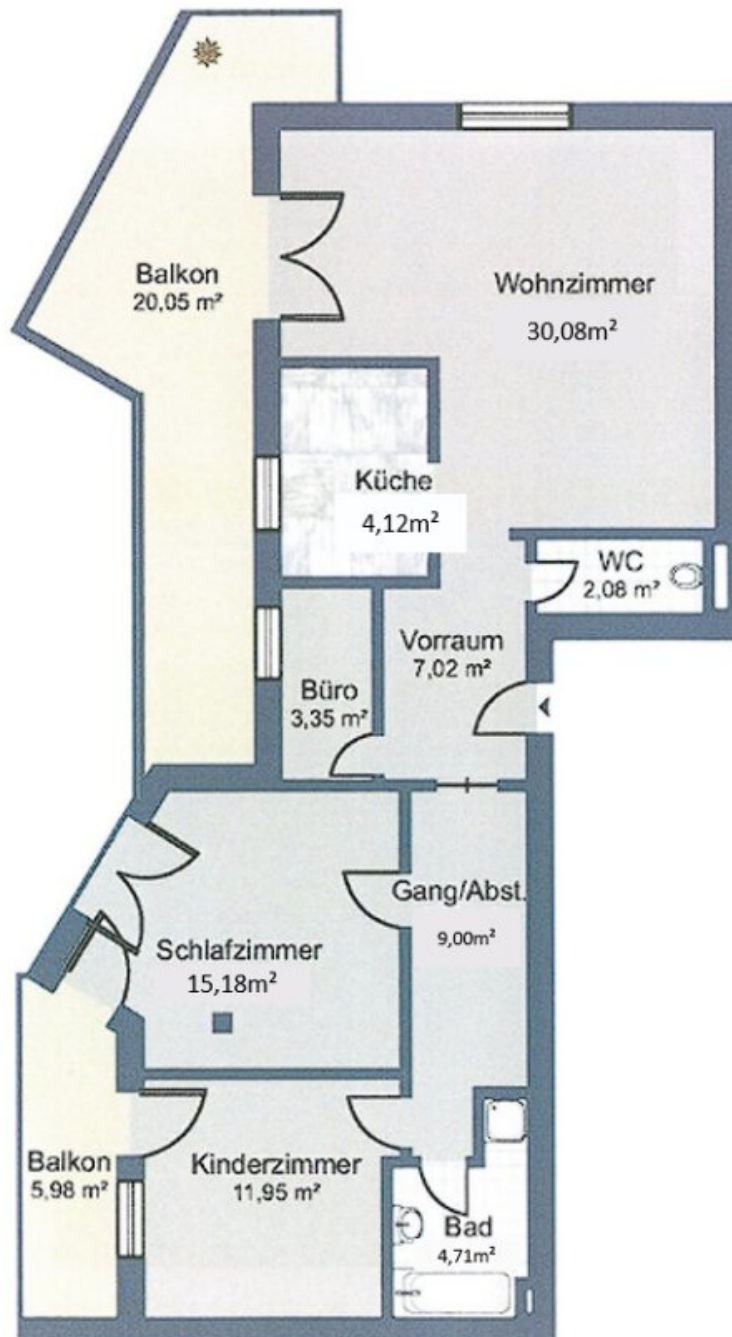 Balkon
20,05 m²
Wohnzimmer
30,08m²
Küche
4,12m²
WC
2,08 m²
Vorraum
7,02 m²
Büro
3,35 m²
Gang/Abst.
9,00m²
Schlafzimmer
15,18m²
Balkon
5,98 m²
Kinderzimmer
11,95 m²
Bad
4,71m²